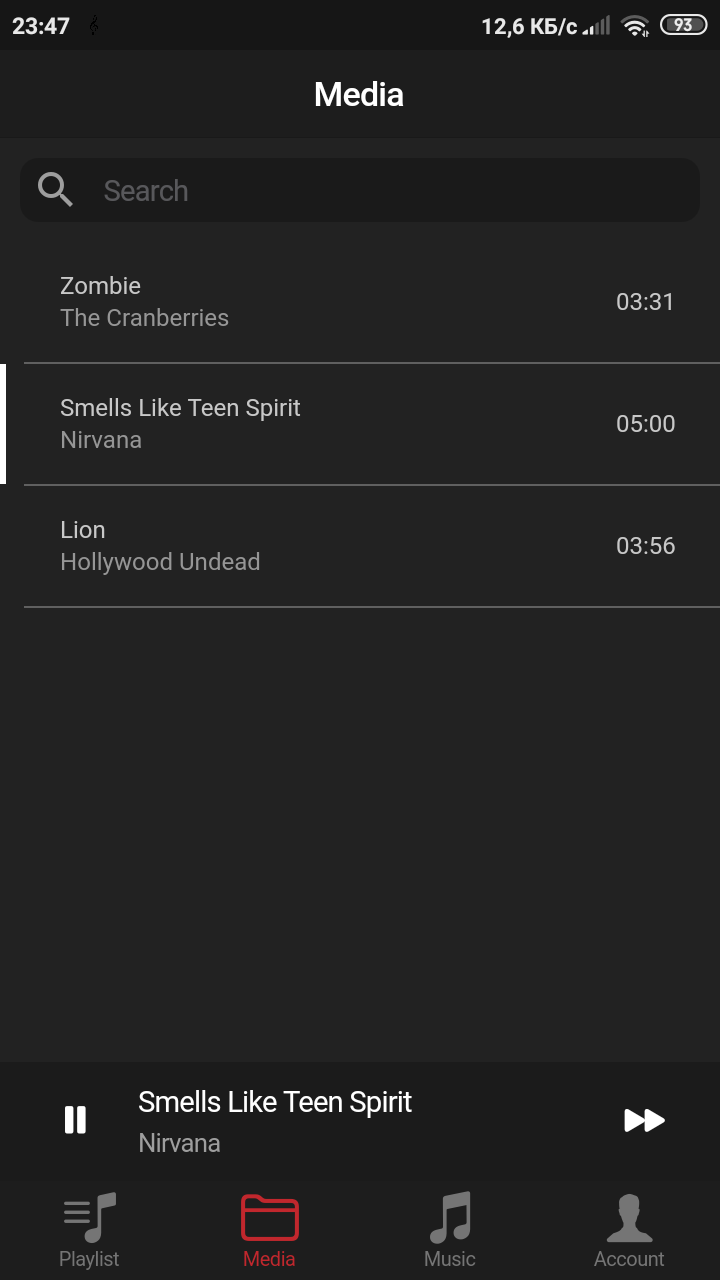 23:47 12,6 КБ/с 93
Media
Search
Zombie
The Cranberries
03:31
Smells Like Teen Spirit
Nirvana
05:00
Lion
Hollywood Undead
03:56
Smells Like Teen Spirit
Nirvana
Playlist Media Music Account